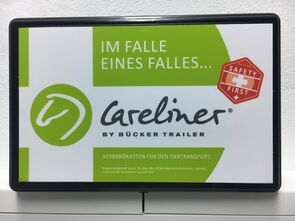 IM FALLE
EINES FALLES...
SAFETY
FIRST
Careliner®
BY BÜCKER TRAILER
VERBANDKASTEN FÜR DEN TIERTRANSPORT.